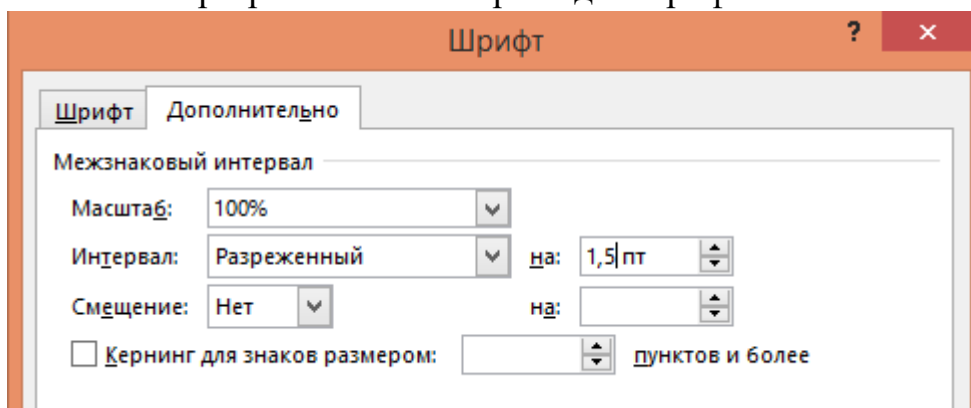 Шрифт ? ×
Шрифт Дополнительно
Межзнаковый интервал
Масштаб: 100%
Интервал: Разреженный на: 1,5 пт
Смещение: Нет на:
Кернинг для знаков размером: пунктов и более